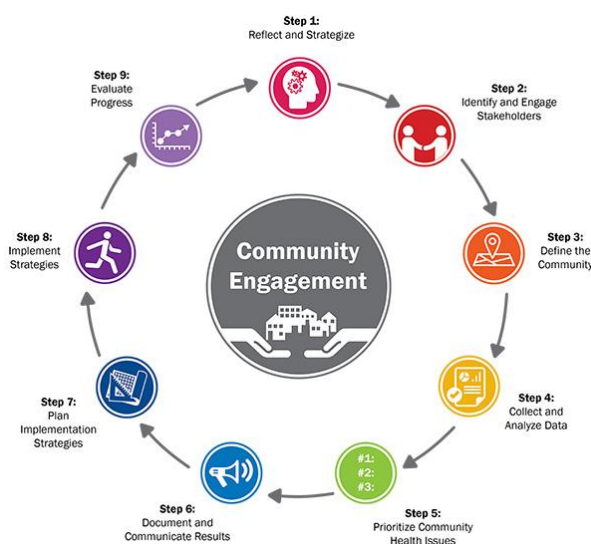 Step 1:
Reflect and Strategize
Step 2:
Identify and Engage
Stakeholders
Step 3:
Define the
Community
Step 4:
Collect and
Analyze Data
Step 5:
Prioritize Community
Health Issues
#1:
#2:
#3:
Step 6:
Document and
Communicate Results
Step 7:
Plan
Implementation
Strategies
Step 8:
Implement
Strategies
Step 9:
Evaluate
Progress
Community
Engagement